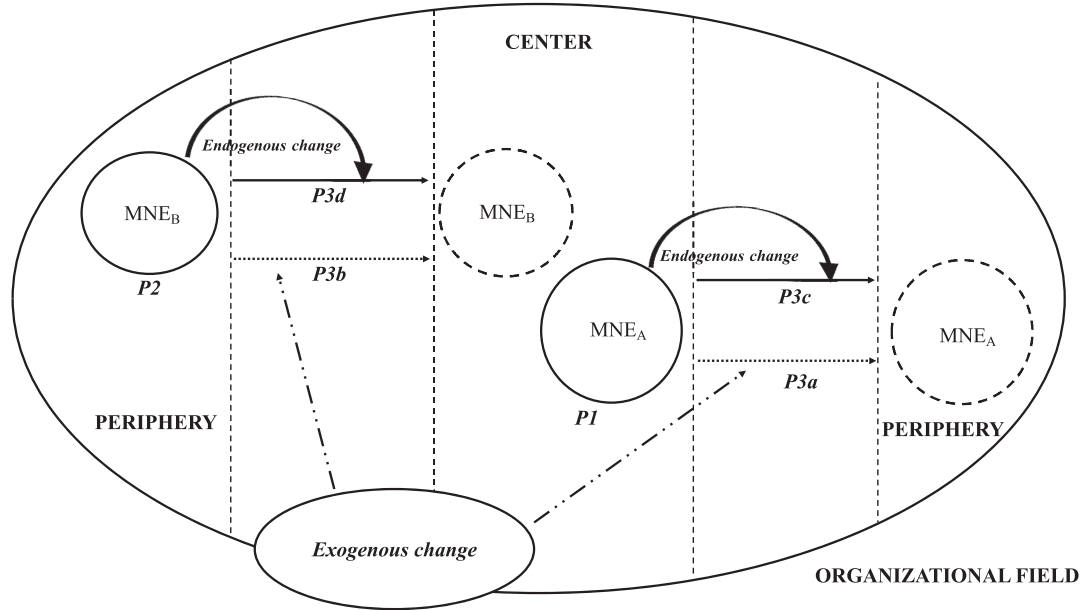 CENTER
Endogenous change
P3d
MNE_B
P2
MNE_B
P3b
Endogenous change
P3c
MNE_A
P1
MNE_A
P3a
PERIPHERY
PERIPHERY
Exogenous change
ORGANIZATIONAL FIELD